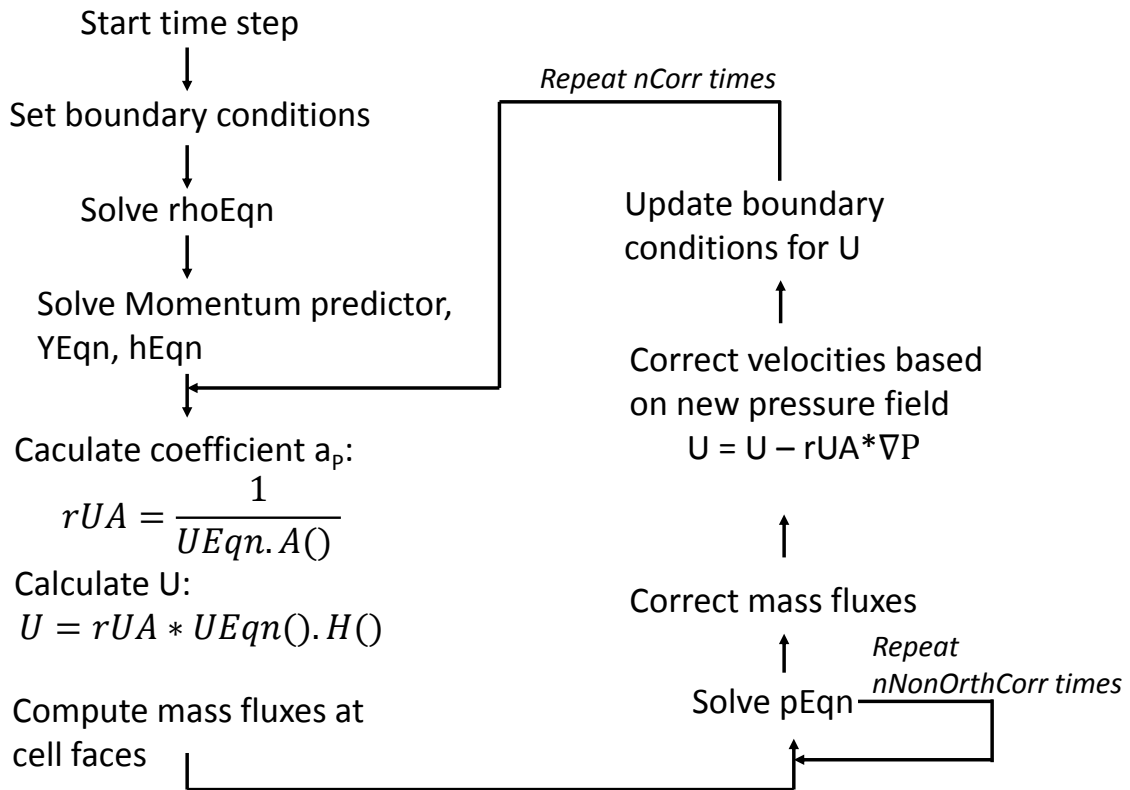 Start time step
Set boundary conditions
Solve rhoEqn
Solve Momentum predictor,
YEqn, hEqn
Caculate coefficient aₚ:
rUA = 1 / UEqn.A()
Calculate U:
U = rUA ∗ UEqn().H()
Compute mass fluxes at
cell faces
Repeat nCorr times
Update boundary
conditions for U
Correct velocities based
on new pressure field
U = U – rUA*∇P
Correct mass fluxes
Repeat
nNonOrthCorr times
Solve pEqn